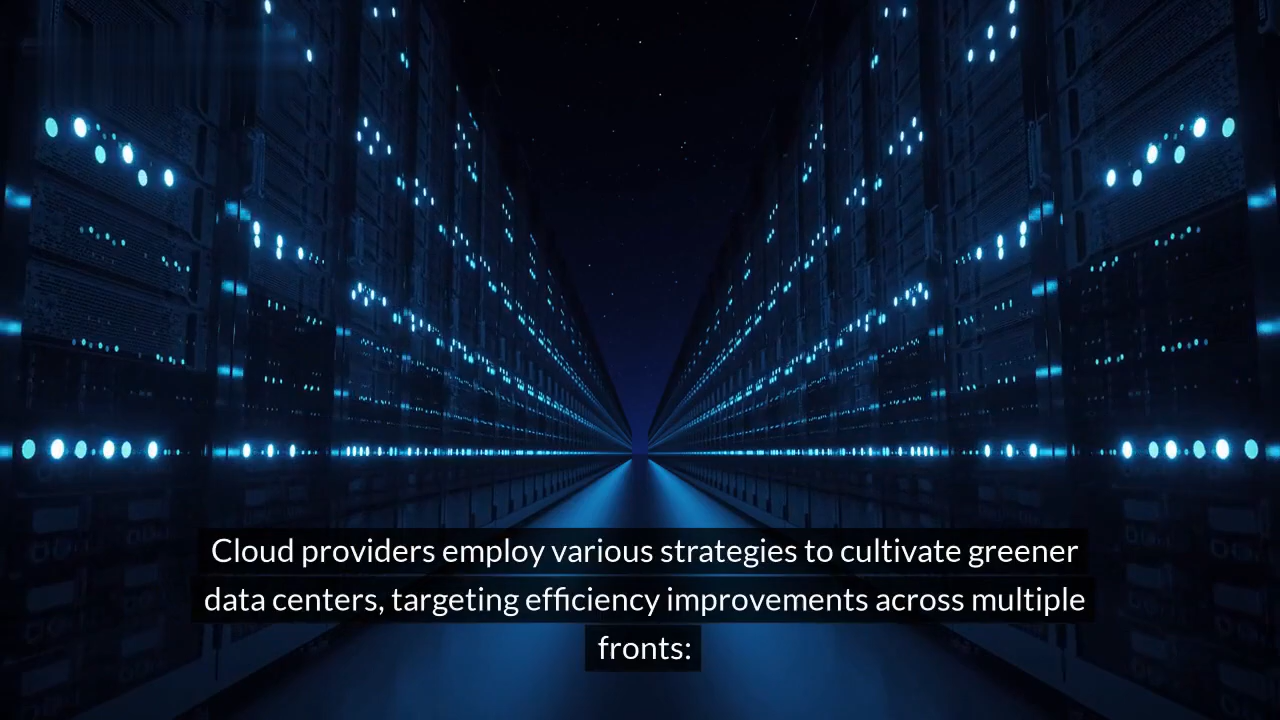 Cloud providers employ various strategies to cultivate greener
data centers, targeting efficiency improvements across multiple
fronts: